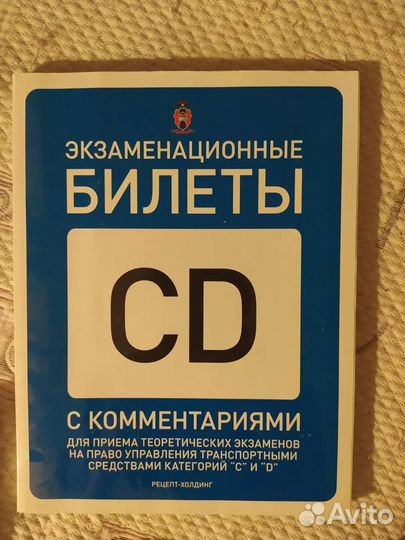 ЭКЗАМЕНАЦИОННЫЕ
БИЛЕТЫ
CD
С КОММЕНТАРИЯМИ
ДЛЯ ПРИЕМА ТЕОРЕТИЧЕСКИХ ЭКЗАМЕНОВ
НА ПРАВО УПРАВЛЕНИЯ ТРАНСПОРТНЫМИ
СРЕДСТВАМИ КАТЕГОРИЙ "C" И "D"
РЕЦЕПТ-ХОЛДИНГ
Avito